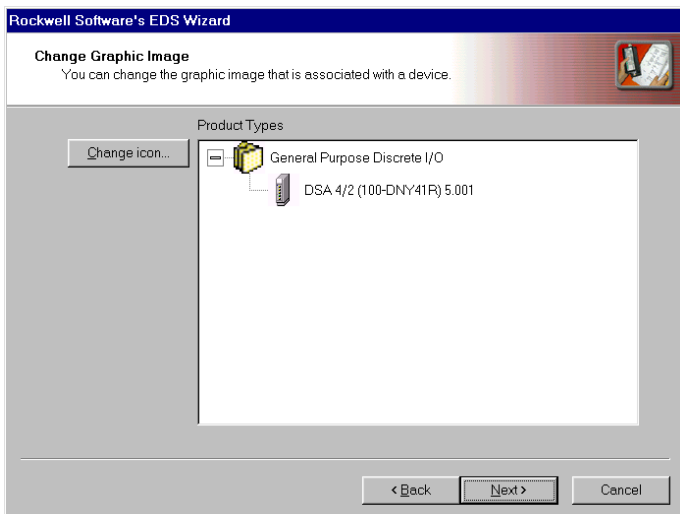 Rockwell Software's EDS Wizard
Change Graphic Image
You can change the graphic image that is associated with a device.
Product Types
Change icon...
General Purpose Discrete I/O
DSA 4/2 (100-DNY41R) 5.001
< Back
Next >
Cancel